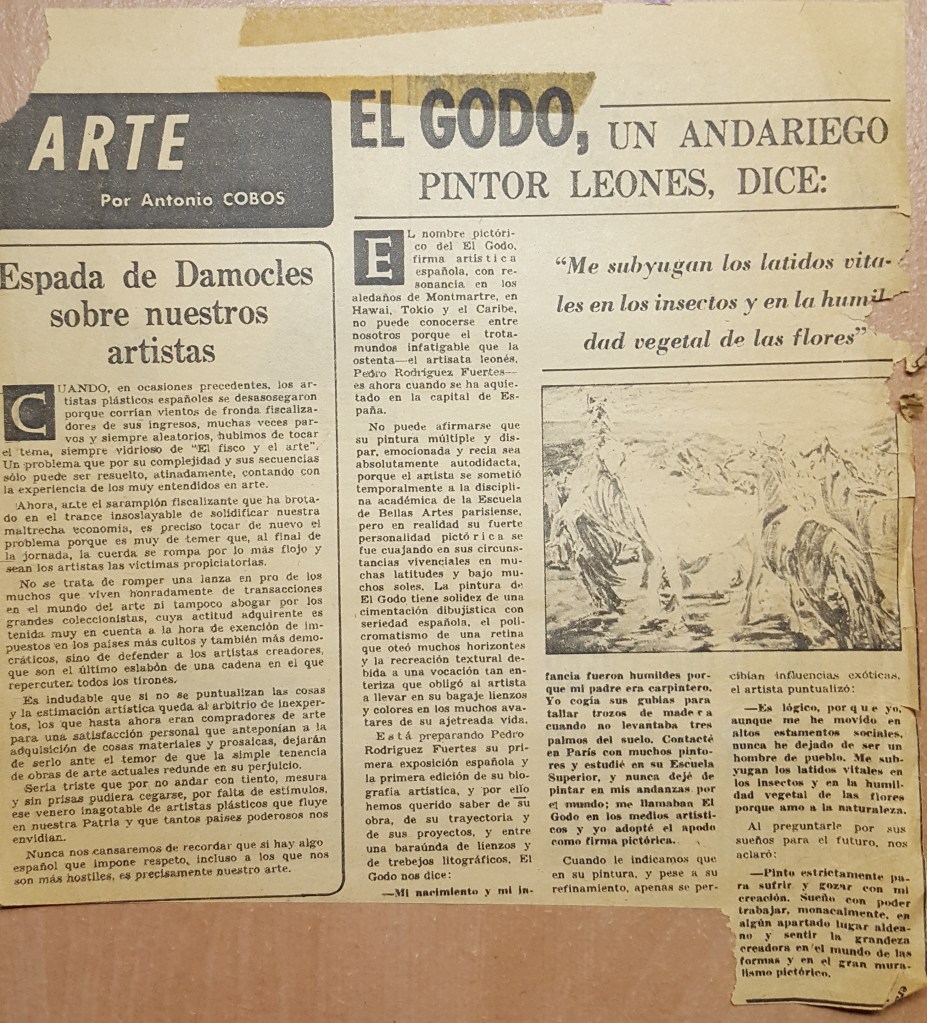 ARTE
Por Antonio COBOS
Espada de Damocles
sobre nuestros
artistas
CUANDO, en ocasiones precedentes, los ar-
tistas plásticos españoles se desasosegaron
porque corrían vientos de fronda fiscaliza-
dores de sus ingresos, muchas veces par-
vos y siempre aleatorios, hubimos de tocar
el tema, siempre vidrioso de "El fisco y el arte".
Un problema que por su complejidad y sus secuencias
sólo puede ser resuelto, atinadamente, contando con
la experiencia de los muy entendidos en arte.
Ahora, ante el sarampión fiscalizante que ha brota-
do en el trance insoslayable de solidificar nuestra
maltrecha economía, es preciso tocar de nuevo el
problema porque es muy de temer que, al final de
la jornada, la cuerda se rompa por lo más flojo y
sean los artistas las víctimas propiciatorias.
No se trata de romper una lanza en pro de los
muchos que viven honradamente de transacciones
en el mundo del arte ni tampoco abogar por los
grandes coleccionistas, cuya actitud adquirente es
tenida muy en cuenta a la hora de exención de im-
puestos en los países más cultos y también más demo-
cráticos, sino de defender a los artistas creadores,
que son el último eslabón de una cadena en el que
repercuten todos los tirones.
Es indudable que si no se puntualizan las cosas
y la estimación artística queda al arbitrio de inexper-
tos, los que hasta ahora eran compradores de arte
para una satisfacción personal que anteponían a la
adquisición de cosas materiales y prosaicas, dejarán
de serlo ante el temor de que la simple tenencia
de obras de arte actuales redunde en su perjuicio.
Sería triste que por no andar con tiento, mesura
y sin prisas pudiera cegarse, por falta de estímulos,
ese venero inagotable de artistas plásticos que fluye
en nuestra Patria y que tantos países poderosos nos
envidian.
Nunca nos cansaremos de recordar que si hay algo
español que impone respeto, incluso a los que nos
son más hostiles, es precisamente nuestro arte.
EL GODO, UN ANDARIEGO
PINTOR LEONES, DICE:
EL nombre pictóri-
co del El Godo,
firma artística
española, con re-
sonancia en los
aledaños de Montmartre, en
Hawai, Tokio y el Caribe,
no puede conocerse entre
nosotros porque el trota-
mundos infatigable que la
ostenta—el artisata leonés,
Pedro Rodríguez Fuertes—
es ahora cuando se ha aquie-
tado en la capital de Es-
paña.
No puede afirmarse que
su pintura múltiple y dis-
par, emocionada y recia sea
absolutamente autodidacta,
porque el artista se sometió
temporalmente a la discipli-
na académica de la Escuela
de Bellas Artes parisiense,
pero en realidad su fuerte
personalidad pictórica se
fue cuajando en sus circuns-
tancias vivenciales en mu-
chas latitudes y bajo mu-
chos soles. La pintura de
El Godo tiene solidez de una
cimentación dibujística con
seriedad española, el poli-
cromatismo de una retina
que oteó muchos horizontes
y la recreación textural de-
bida a una vocación tan en-
teriza que obligó al artista
a llevar en su bagaje lienzos
y colores en los muchos ava-
tares de su ajetreada vida.
Está preparando Pedro
Rodríguez Fuertes su pri-
mera exposición española y
la primera edición de su bio-
grafía artística, y por ello
hemos querido saber de su
obra, de su trayectoria y
de sus proyectos, y entre
una baraúnda de lienzos y
de trebejos litográficos, El
Godo nos dice:
—Mi nacimiento y mi in-
"Me subyugan los latidos vita-
les en los insectos y en la humil-
dad vegetal de las flores"
fancia fueron humildes por-
que mi padre era carpintero.
Yo cogía sus gubias para
tallar trozos de madera
cuando no levantaba tres
palmos del suelo. Contacté
en París con muchos pinto-
res y estudié en su Escuela
Superior, y nunca dejé de
pintar en mis andanzas por
el mundo; me llamaban El
Godo en los medios artísti-
cos y yo adopté el apodo
como firma pictórica.
Cuando le indicamos que
en su pintura, y pese a su
refinamiento, apenas se per-
cibían influencias exóticas,
el artista puntualizó:
—Es lógico, porque yo,
aunque me he movido en
altos estamentos sociales,
nunca he dejado de ser un
hombre de pueblo. Me sub-
yugan los latidos vitales en
los insectos y en la humil-
dad vegetal de las flores
porque amo a la naturaleza.
Al preguntarle por sus
sueños para el futuro, nos
aclaró:
—Pinto estrictamente pa-
ra sufrir y gozar con mi
creación. Sueño con poder
trabajar, monacalmente, en
algún apartado lugar aldea-
no y sentir la grandeza
creadora en el mundo de las
formas y en el gran mura-
lismo pictórico.